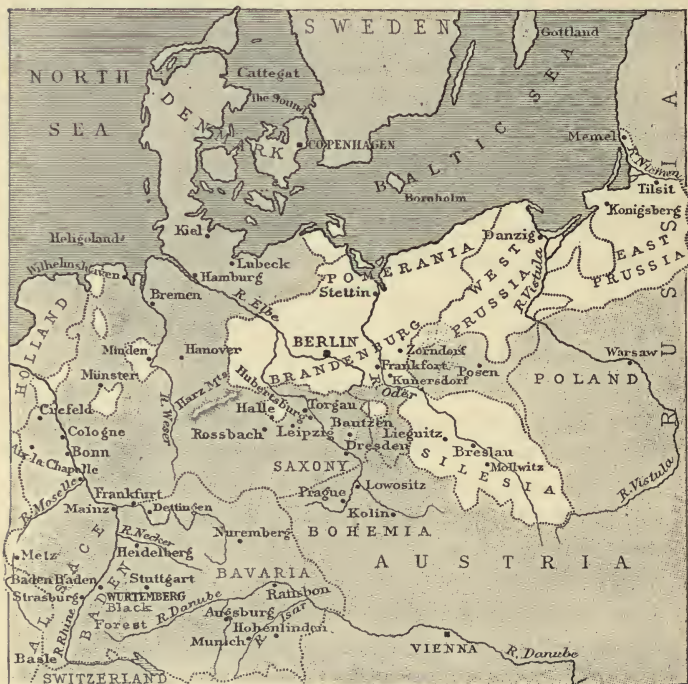 SWEDEN
Gottland
NORTH SEA
Cattegat
The Sound
DENMARK
COPENHAGEN
BALTIC SEA
Bornholm
Memel
R. Niemen
Tilsit
Konigsberg
RUSSIA
Heligoland
Kiel
Danzig
EAST PRUSSIA
Wilhelmshaven
Lubeck
Hamburg
POMERANIA
WEST PRUSSIA
Stettin
R. Vistula
Bremen
R. Elbe
HOLLAND
BERLIN
BRANDENBURG
Zorndorf
Warsaw
Minden
Hanover
Frankfort
Kunersdorf
Posen
POLAND
Münster
Harz Mts
Hubertsburg
R. Oder
Crefeld
R. Weser
Halle
Torgau
Cologne
Rossbach
Leipzig
Bautzen
Liegnitz
Bonn
Dresden
Breslau
Aix la Chapelle
SAXONY
SILESIA
Mollwitz
R. Moselle
Frankfurt
Prague
Lowositz
R. Vistula
Mainz
Dettingen
Kolin
BOHEMIA
R. Necker
Nuremberg
Metz
Heidelberg
AUSTRIA
Baden Baden
Stuttgart
BAVARIA
Strasburg
WURTEMBERG
Ratisbon
ALSACE
BADEN
Black Forest
R. Danube
Augsburg
R. Isar
Hohenlinden
R. Rhine
Munich
VIENNA
R. Danube
Basle
SWITZERLAND